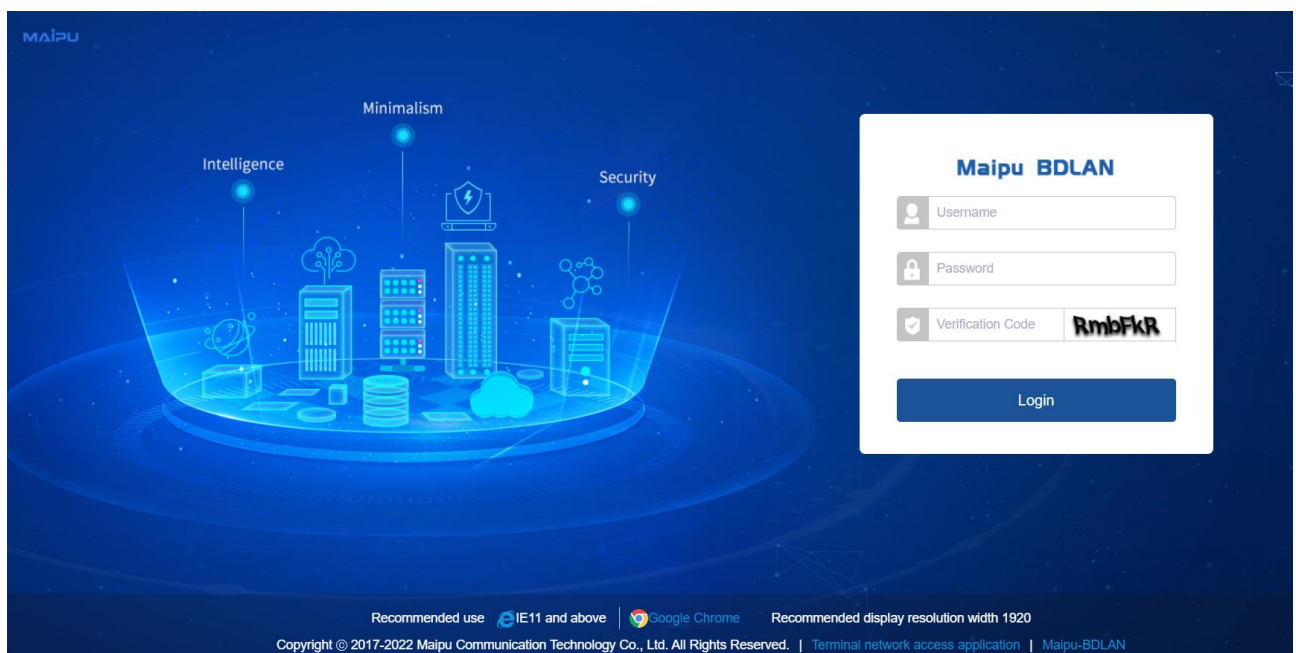 MAIPU
Minimalism
Intelligence
Security
Maipu BDLAN
Username
Password
Verification Code RmbFkR
Login
Recommended use IE11 and above | Google Chrome Recommended display resolution width 1920
Copyright © 2017-2022 Maipu Communication Technology Co., Ltd. All Rights Reserved. | Terminal network access application | Maipu-BDLAN